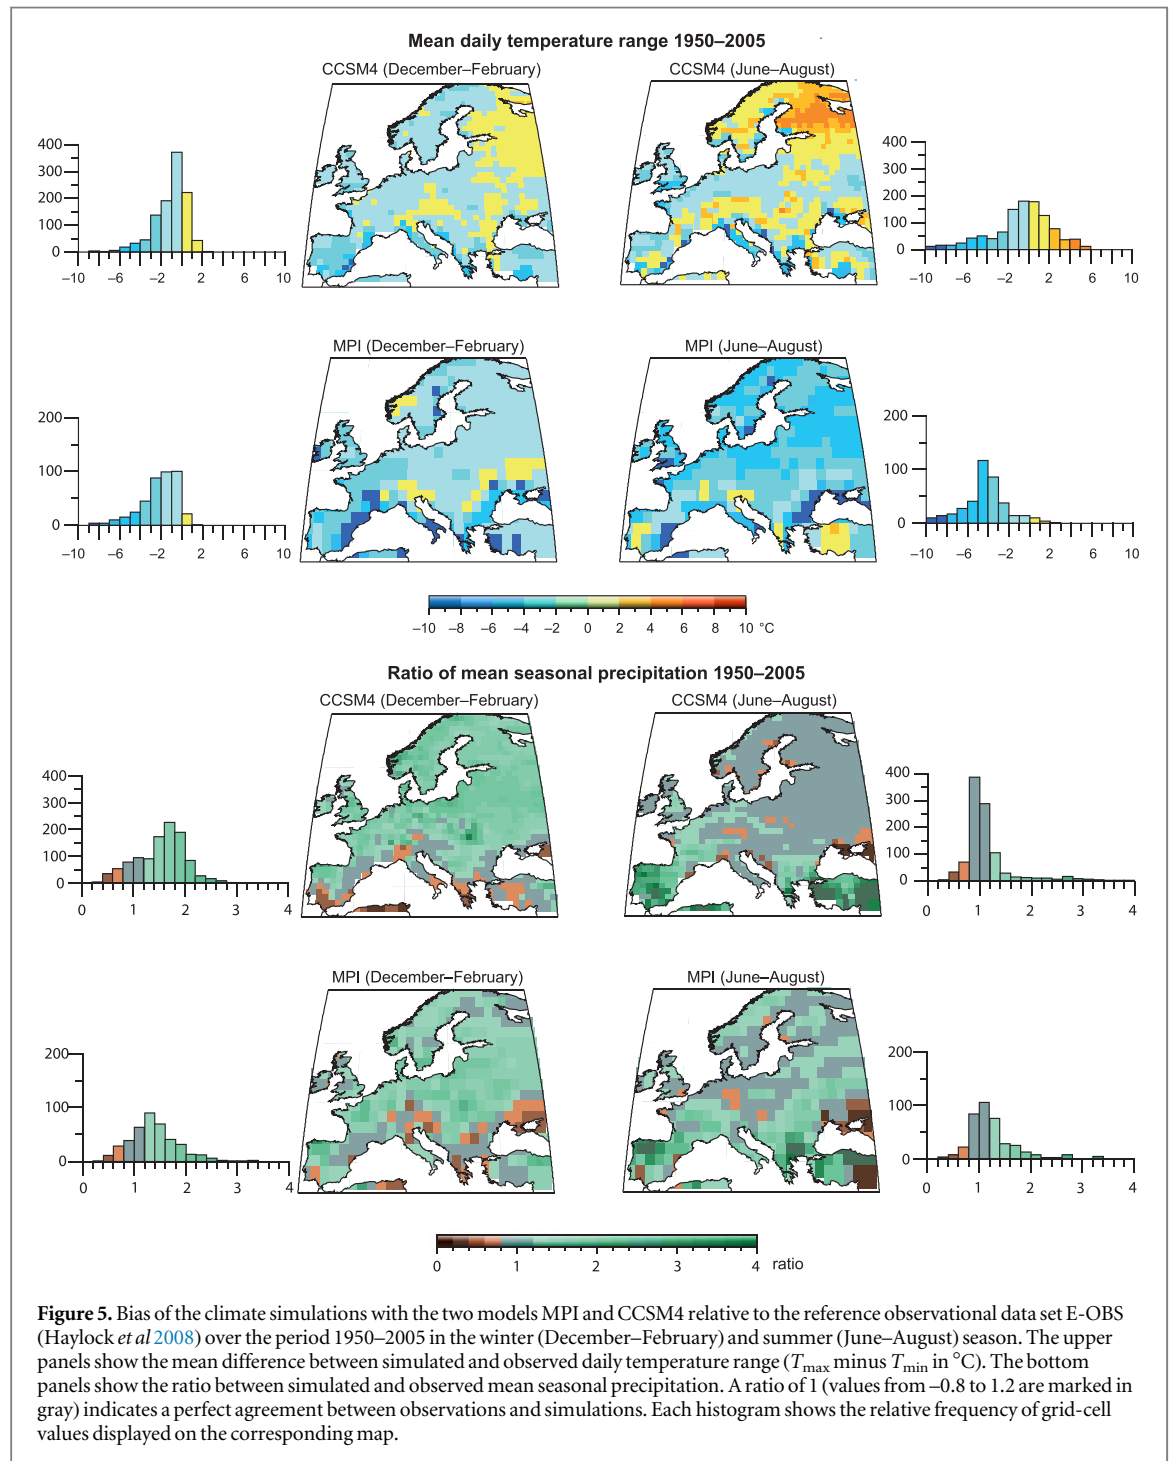 Mean daily temperature range 1950–2005
CCSM4 (December–February)
CCSM4 (June–August)
400
300
200
100
0
−10
−6
−2
2
6
10
400
300
200
100
0
−10
−6
−2
2
6
10
MPI (December–February)
MPI (June–August)
200
100
0
−10
−6
−2
2
6
10
200
100
0
−10
−6
−2
2
6
10
−10 −8 −6 −4 −2 0 2 4 6 8 10 °C
Ratio of mean seasonal precipitation 1950–2005
CCSM4 (December–February)
CCSM4 (June–August)
400
300
200
100
0
0 1 2 3 4
400
300
200
100
0
0 1 2 3 4
MPI (December–February)
MPI (June–August)
200
100
0
0 1 2 3 4
200
100
0
0 1 2 3 4
0 1 2 3 4 ratio
Figure 5. Bias of the climate simulations with the two models MPI and CCSM4 relative to the reference observational data set E-OBS
(Haylock et al 2008) over the period 1950–2005 in the winter (December–February) and summer (June–August) season. The upper
panels show the mean difference between simulated and observed daily temperature range (Tmax minus Tmin in °C). The bottom
panels show the ratio between simulated and observed mean seasonal precipitation. A ratio of 1 (values from –0.8 to 1.2 are marked in
gray) indicates a perfect agreement between observations and simulations. Each histogram shows the relative frequency of grid-cell
values displayed on the corresponding map.